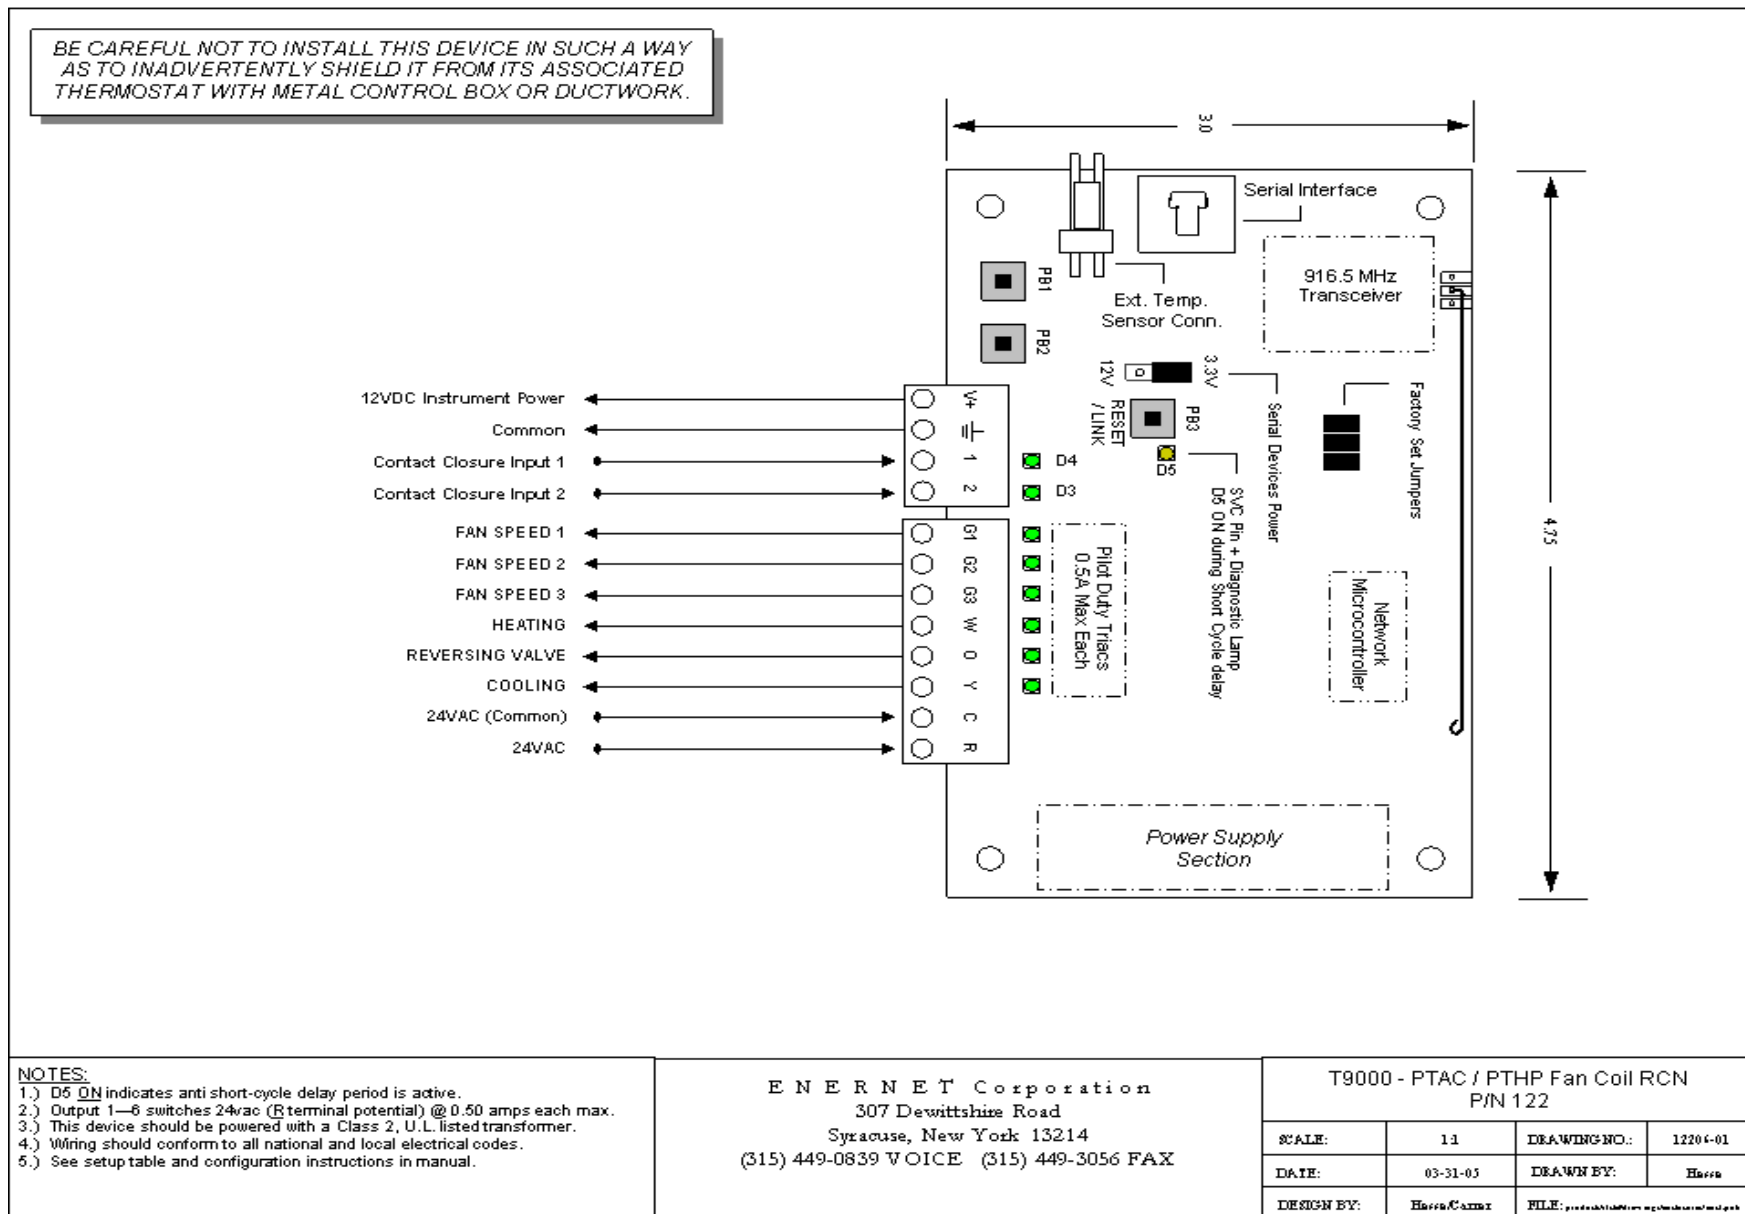 BE CAREFUL NOT TO INSTALL THIS DEVICE IN SUCH A WAY
AS TO INADVERTENTLY SHIELD IT FROM ITS ASSOCIATED
THERMOSTAT WITH METAL CONTROL BOX OR DUCTWORK.
3.0
Serial Interface
916.5 MHz
Transceiver
PB1
Ext. Temp.
Sensor Conn.
PB2
12V
3.3V
RESET
/ LINK
PB3
D5
Serial Devices Power
Factory Set Jumpers
SVC Pin + Diagnostic Lamp
D5 ON during Short Cycle delay
4.75
12VDC Instrument Power
V+
Common
Contact Closure Input 1
1
D4
Contact Closure Input 2
2
D3
FAN SPEED 1
G1
FAN SPEED 2
G2
FAN SPEED 3
G3
HEATING
W
REVERSING VALVE
O
COOLING
Y
24VAC (Common)
C
24VAC
R
Pilot Duty Triacs
0.5A Max Each
Network
Microcontroller
Power Supply
Section
NOTES:
1.) D5 ON indicates anti short-cycle delay period is active.
2.) Output 1—6 switches 24vac (R terminal potential) @ 0.50 amps each max.
3.) This device should be powered with a Class 2, U.L. listed transformer.
4.) Wiring should conform to all national and local electrical codes.
5.) See setup table and configuration instructions in manual.
ENERNET Corporation
307 Dewittshire Road
Syracuse, New York 13214
(315) 449-0839 VOICE (315) 449-3056 FAX
T9000 - PTAC / PTHP Fan Coil RCN
P/N 122
SCALE: 1:1 DRAWING NO.: 12206-01
DATE: 03-31-05 DRAWN BY:
DESIGN BY: FILE: